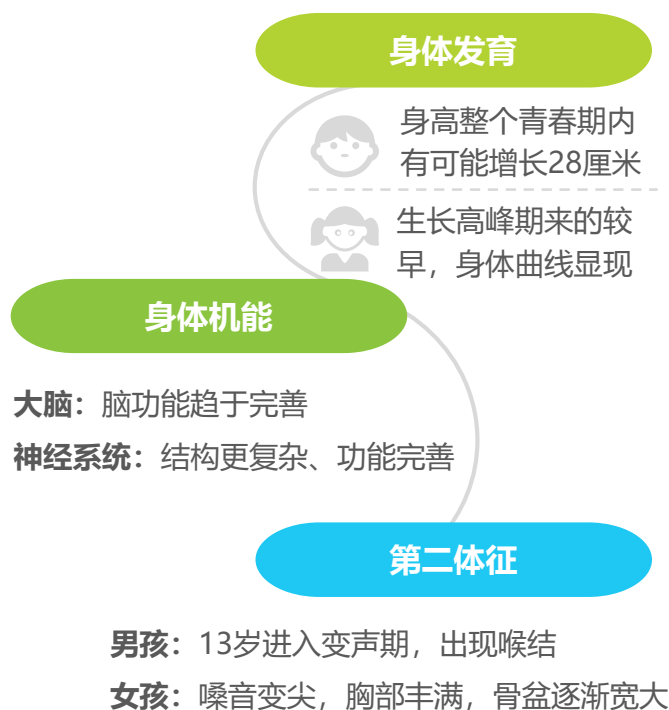 身体发育
身高整个青春期内
有可能增长28厘米
生长高峰期来的较
早，身体曲线显现
身体机能
大脑：脑功能趋于完善
神经系统：结构更复杂、功能完善
第二体征
男孩：13岁进入变声期，出现喉结
女孩：嗓音变尖，胸部丰满，骨盆逐渐宽大